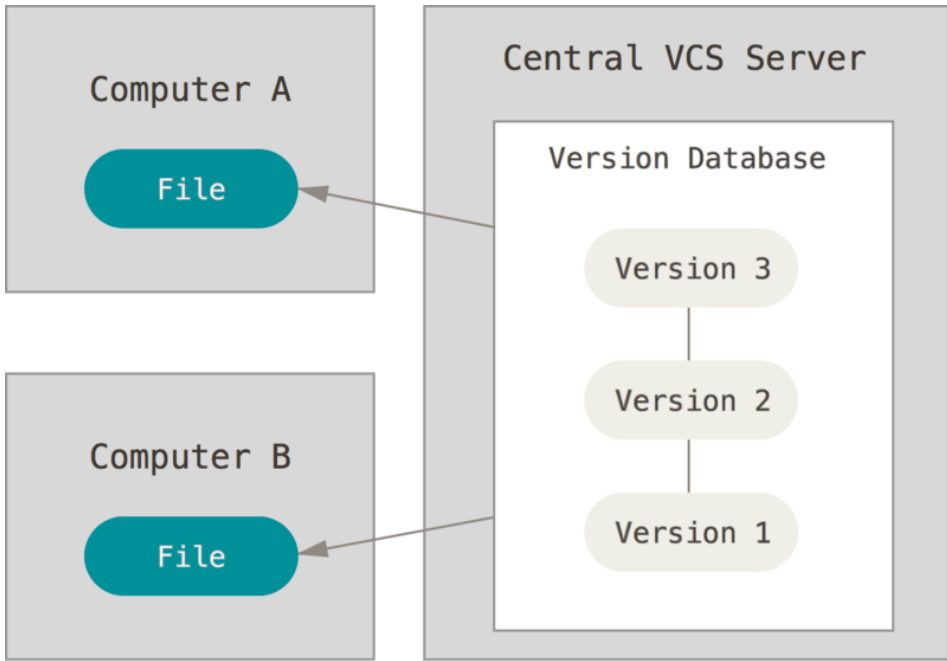 Computer A
File
Computer B
File
Central VCS Server
Version Database
Version 3
Version 2
Version 1